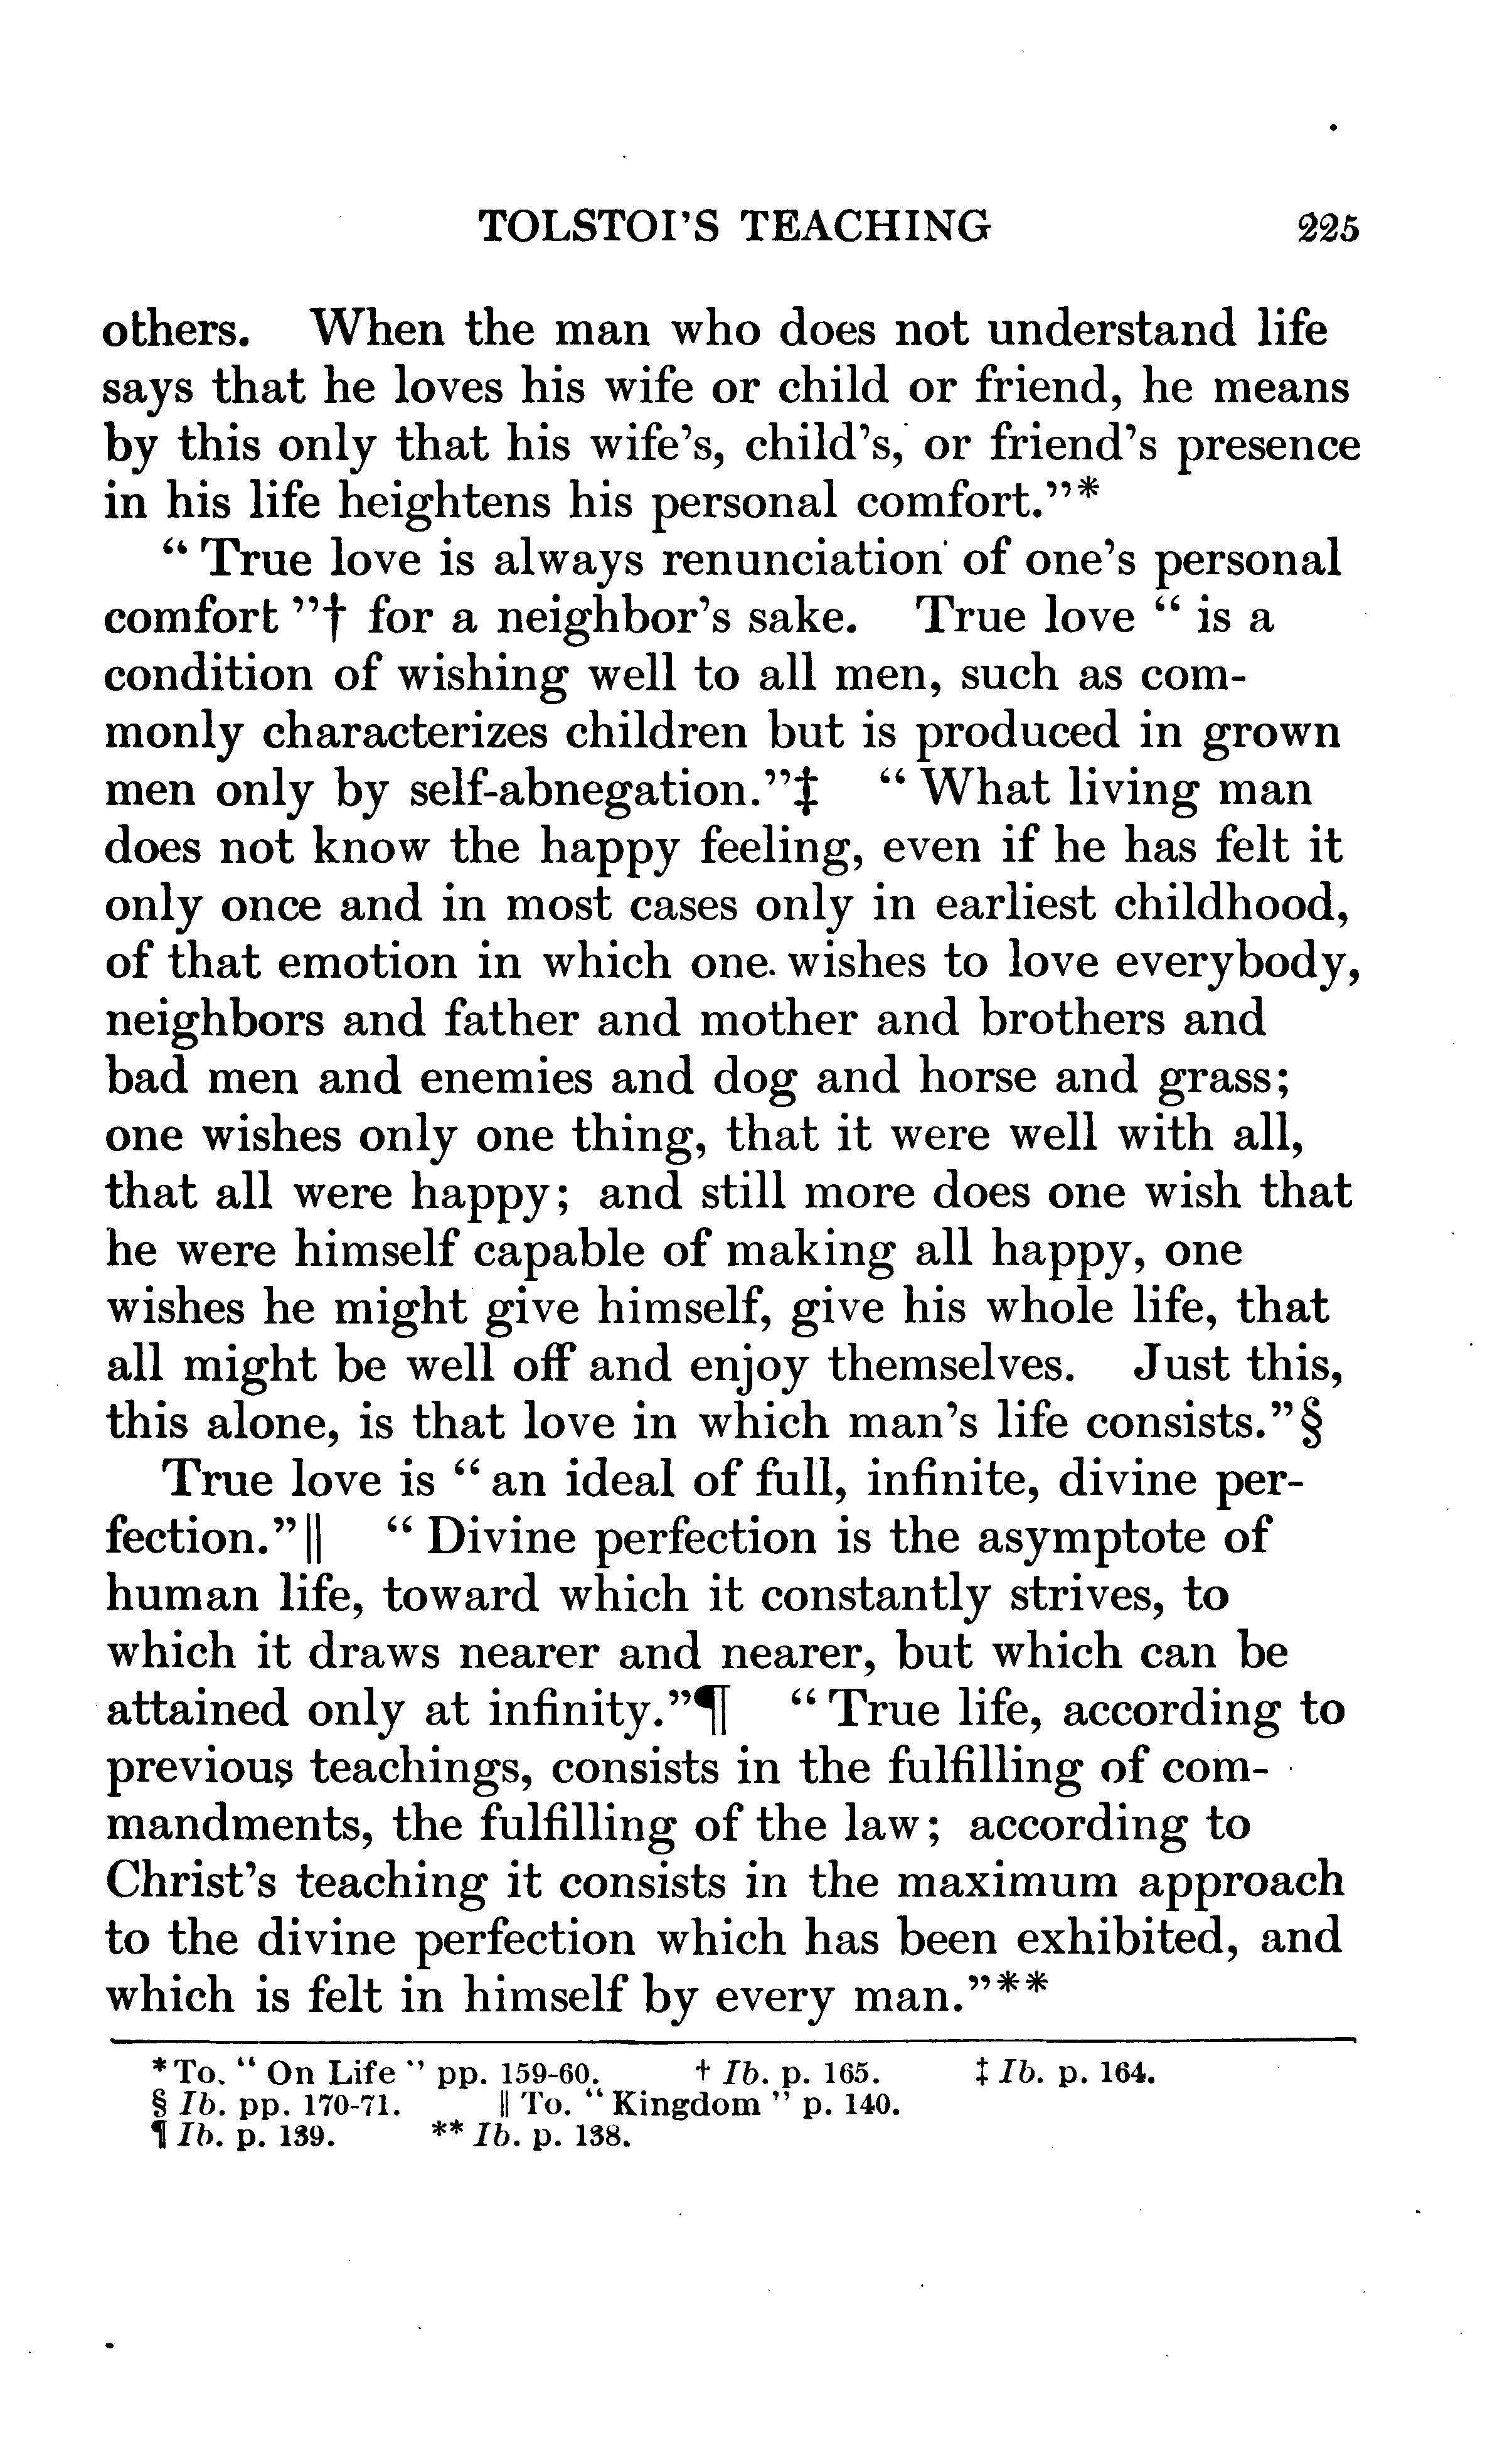 TOLSTOI'S TEACHING 225
others. When the man who does not understand life
says that he loves his wife or child or friend, he means
by this only that his wife's, child's, or friend's presence
in his life heightens his personal comfort."*
" True love is always renunciation of one's personal
comfort "† for a neighbor's sake. True love " is a
condition of wishing well to all men, such as com-
monly characterizes children but is produced in grown
men only by self-abnegation."‡ " What living man
does not know the happy feeling, even if he has felt it
only once and in most cases only in earliest childhood,
of that emotion in which one wishes to love everybody,
neighbors and father and mother and brothers and
bad men and enemies and dog and horse and grass;
one wishes only one thing, that it were well with all,
that all were happy; and still more does one wish that
he were himself capable of making all happy, one
wishes he might give himself, give his whole life, that
all might be well off and enjoy themselves. Just this,
this alone, is that love in which man's life consists."§
True love is " an ideal of full, infinite, divine per-
fection."‖ " Divine perfection is the asymptote of
human life, toward which it constantly strives, to
which it draws nearer and nearer, but which can be
attained only at infinity."¶ " True life, according to
previous teachings, consists in the fulfilling of com-
mandments, the fulfilling of the law; according to
Christ's teaching it consists in the maximum approach
to the divine perfection which has been exhibited, and
which is felt in himself by every man."**
* To. " On Life " pp. 159-60. † Ib. p. 165. ‡ Ib. p. 164.
§ Ib. pp. 170-71. ‖ To. " Kingdom " p. 140.
¶ Ib. p. 139. ** Ib. p. 138.